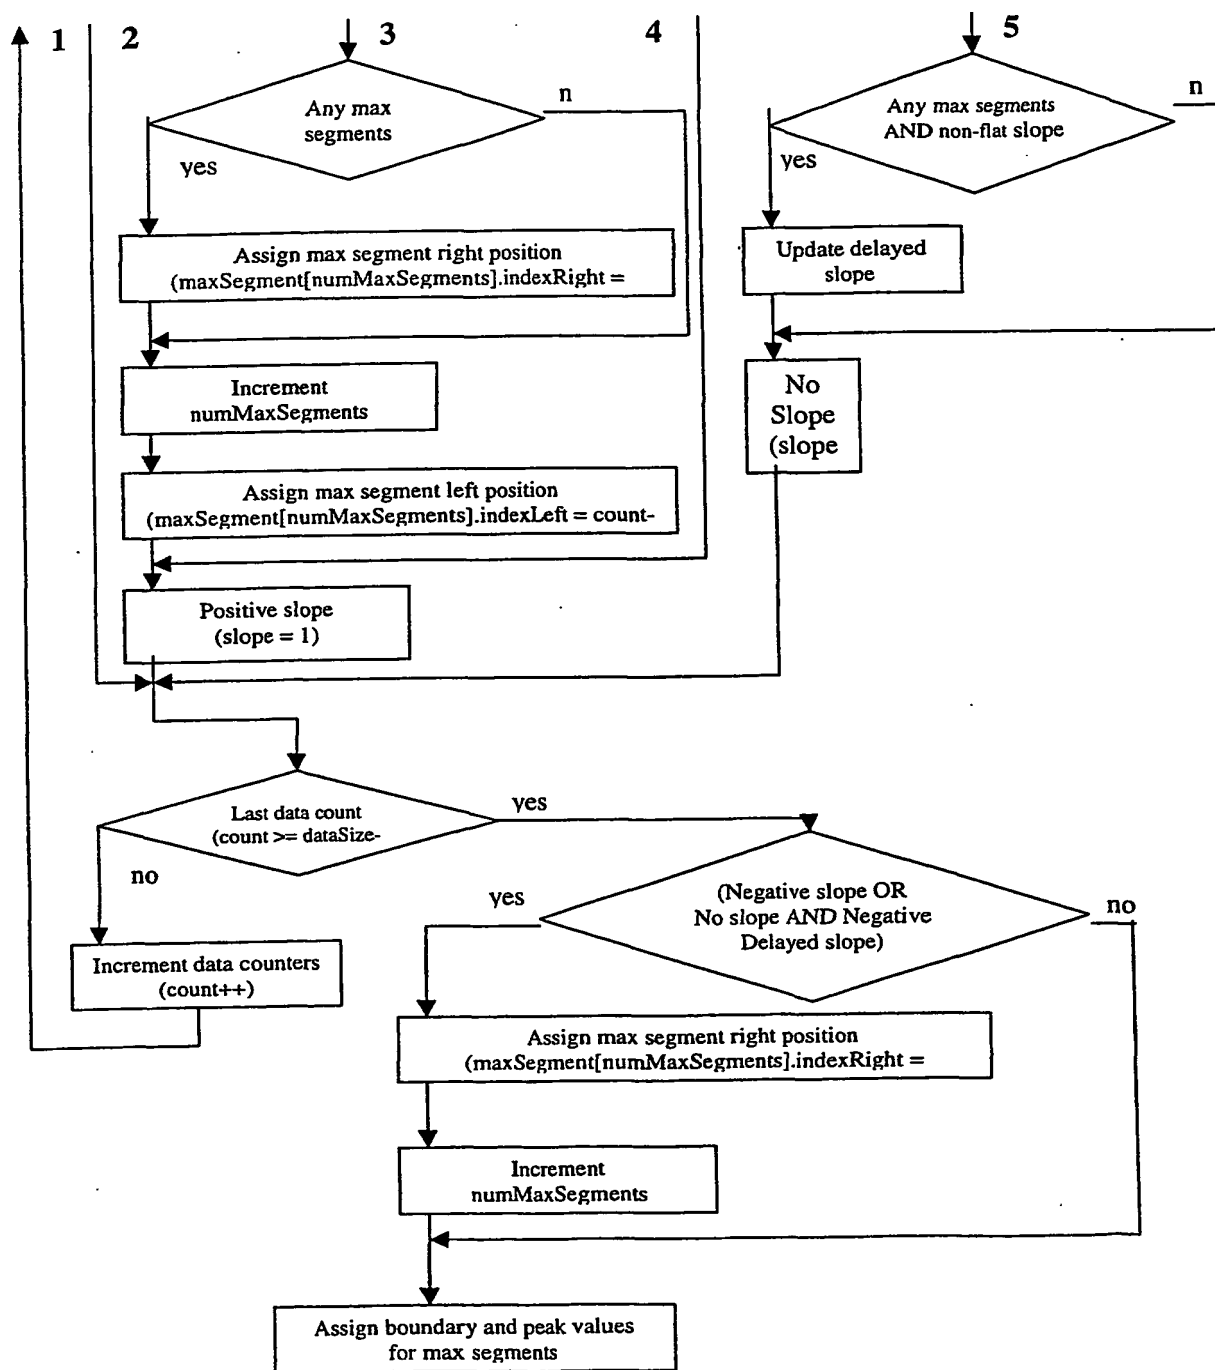 1
2
3
4
5
Any max
segments
n
yes
Assign max segment right position
(maxSegment[numMaxSegments].indexRight =
Increment
numMaxSegments
Assign max segment left position
(maxSegment[numMaxSegments].indexLeft = count-
Positive slope
(slope = 1)
Any max segments
AND non-flat slope
n
yes
Update delayed
slope
No
Slope
(slope
Last data count
(count >= dataSize-
yes
no
Increment data counters
(count++)
(Negative slope OR
No slope AND Negative
Delayed slope)
yes
no
Assign max segment right position
(maxSegment[numMaxSegments].indexRight =
Increment
numMaxSegments
Assign boundary and peak values
for max segments